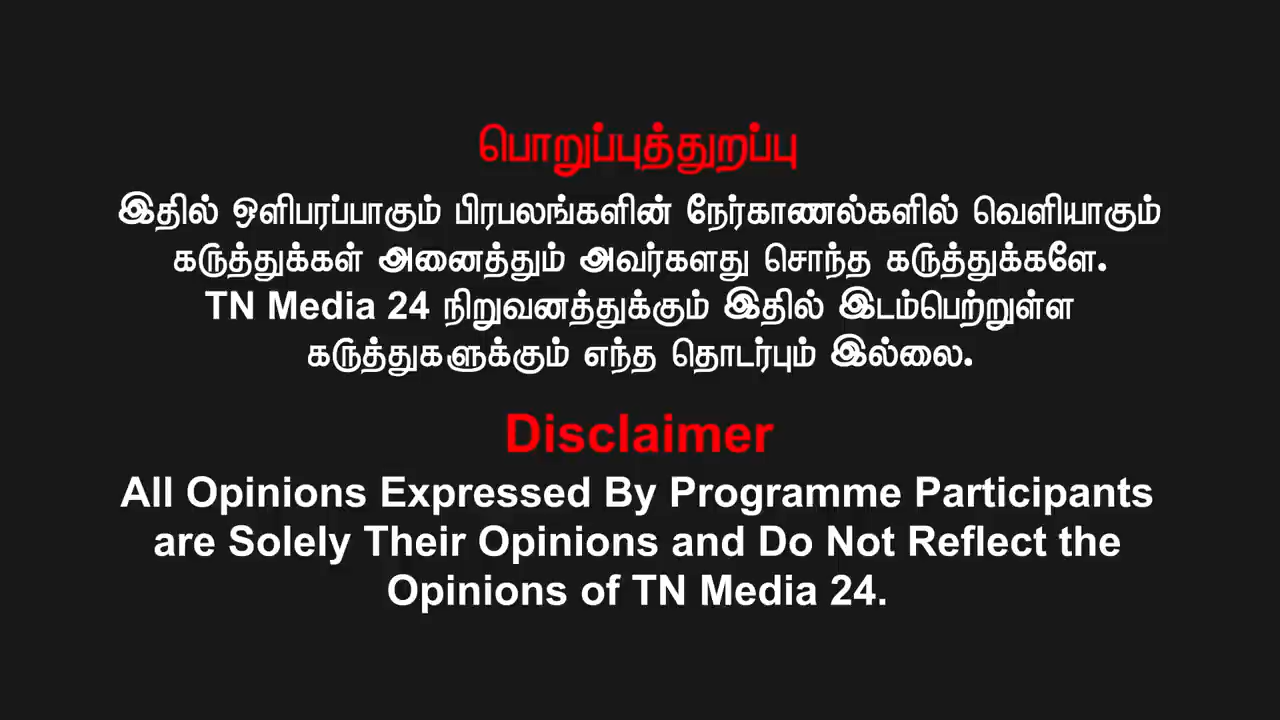 பொறுப்புத்துறப்பு
இதில் ஒளிபரப்பாகும் பிரபலங்களின் நேர்காணல்களில் வெளியாகும்
கருத்துக்கள் அனைத்தும் அவர்களது சொந்த கருத்துக்களே.
TN Media 24 நிறுவனத்துக்கும் இதில் இடம்பெற்றுள்ள
கருத்துகளுக்கும் எந்த தொடர்பும் இல்லை.
Disclaimer
All Opinions Expressed By Programme Participants
are Solely Their Opinions and Do Not Reflect the
Opinions of TN Media 24.